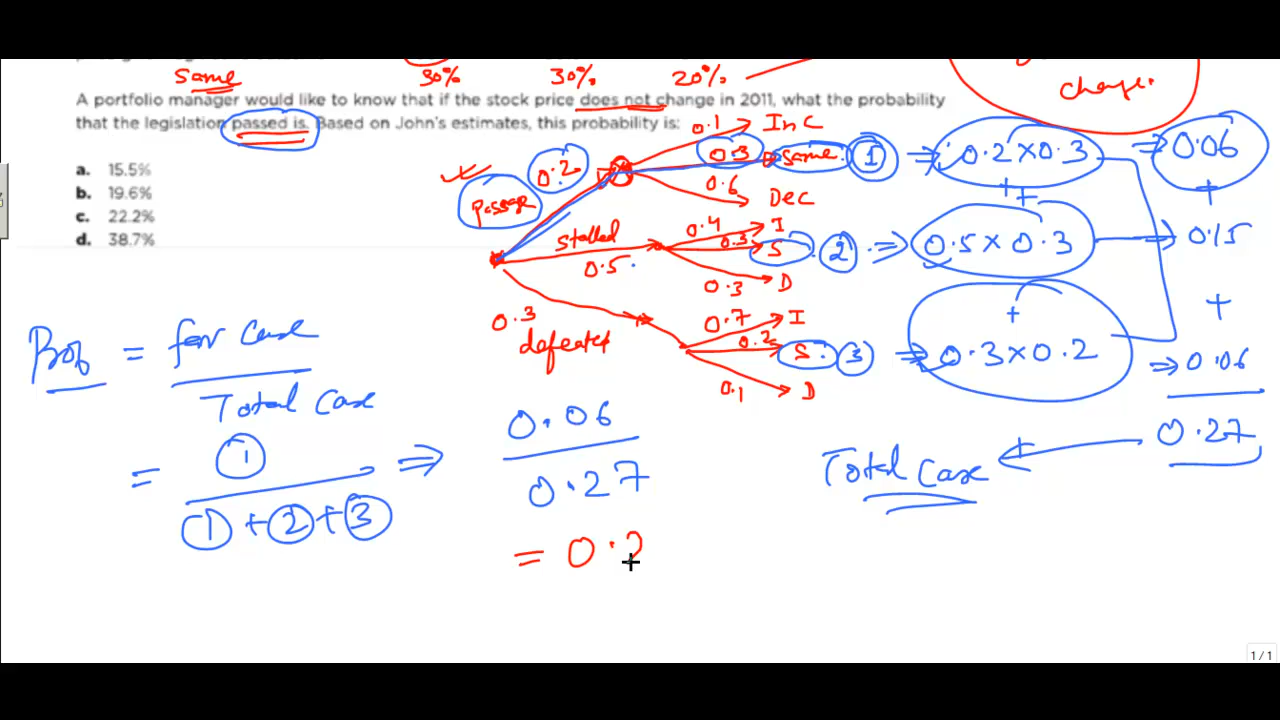 Same 30% 30% 20%
change.
A portfolio manager would like to know that if the stock price does not change in 2011, what the probability
that the legislation passed is. Based on John's estimates, this probability is:
a. 15.5%
b. 19.6%
c. 22.2%
d. 38.7%
0.1 Inc
passage 0.2 0.3 Same. 1 ⇒ 0.2×0.3 ⇒ 0.06
0.6 Dec
+ +
Stalled 0.4 I
0.5. 0.3 S 2 ⇒ 0.5×0.3 → 0.15
0.3 D
+ +
0.3 defeated 0.7 I
0.2 S. 3 ⇒ 0.3×0.2 ⇒ 0.06
0.1 D
0.27
Total Case
Prob = fav Case
Total Case
= 1 ⇒ 0.06
1 + 2 + 3 0.27
= 0.2
1/1